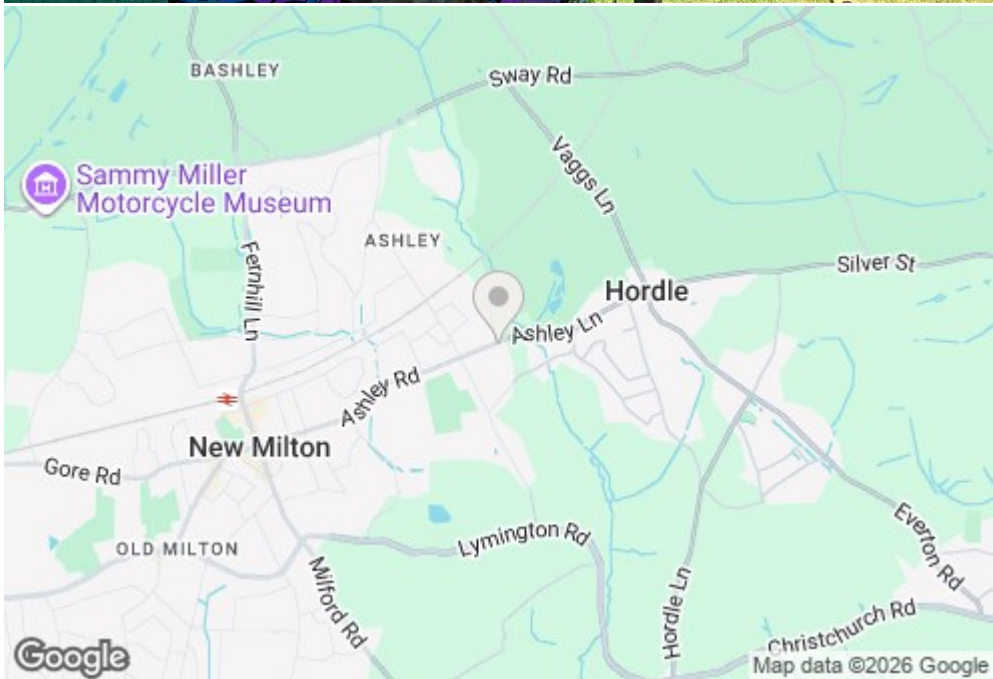 BASHLEY
Sway Rd
Vaggs Ln
Sammy Miller
Motorcycle Museum
ASHLEY
Fernhill Ln
Silver St
Hordle
Ashley Ln
Ashley Rd
New Milton
Gore Rd
OLD MILTON
Lymington Rd
Everton Rd
Milford Rd
Hordle Ln
Christchurch Rd
Google
Map data ©2026 Google